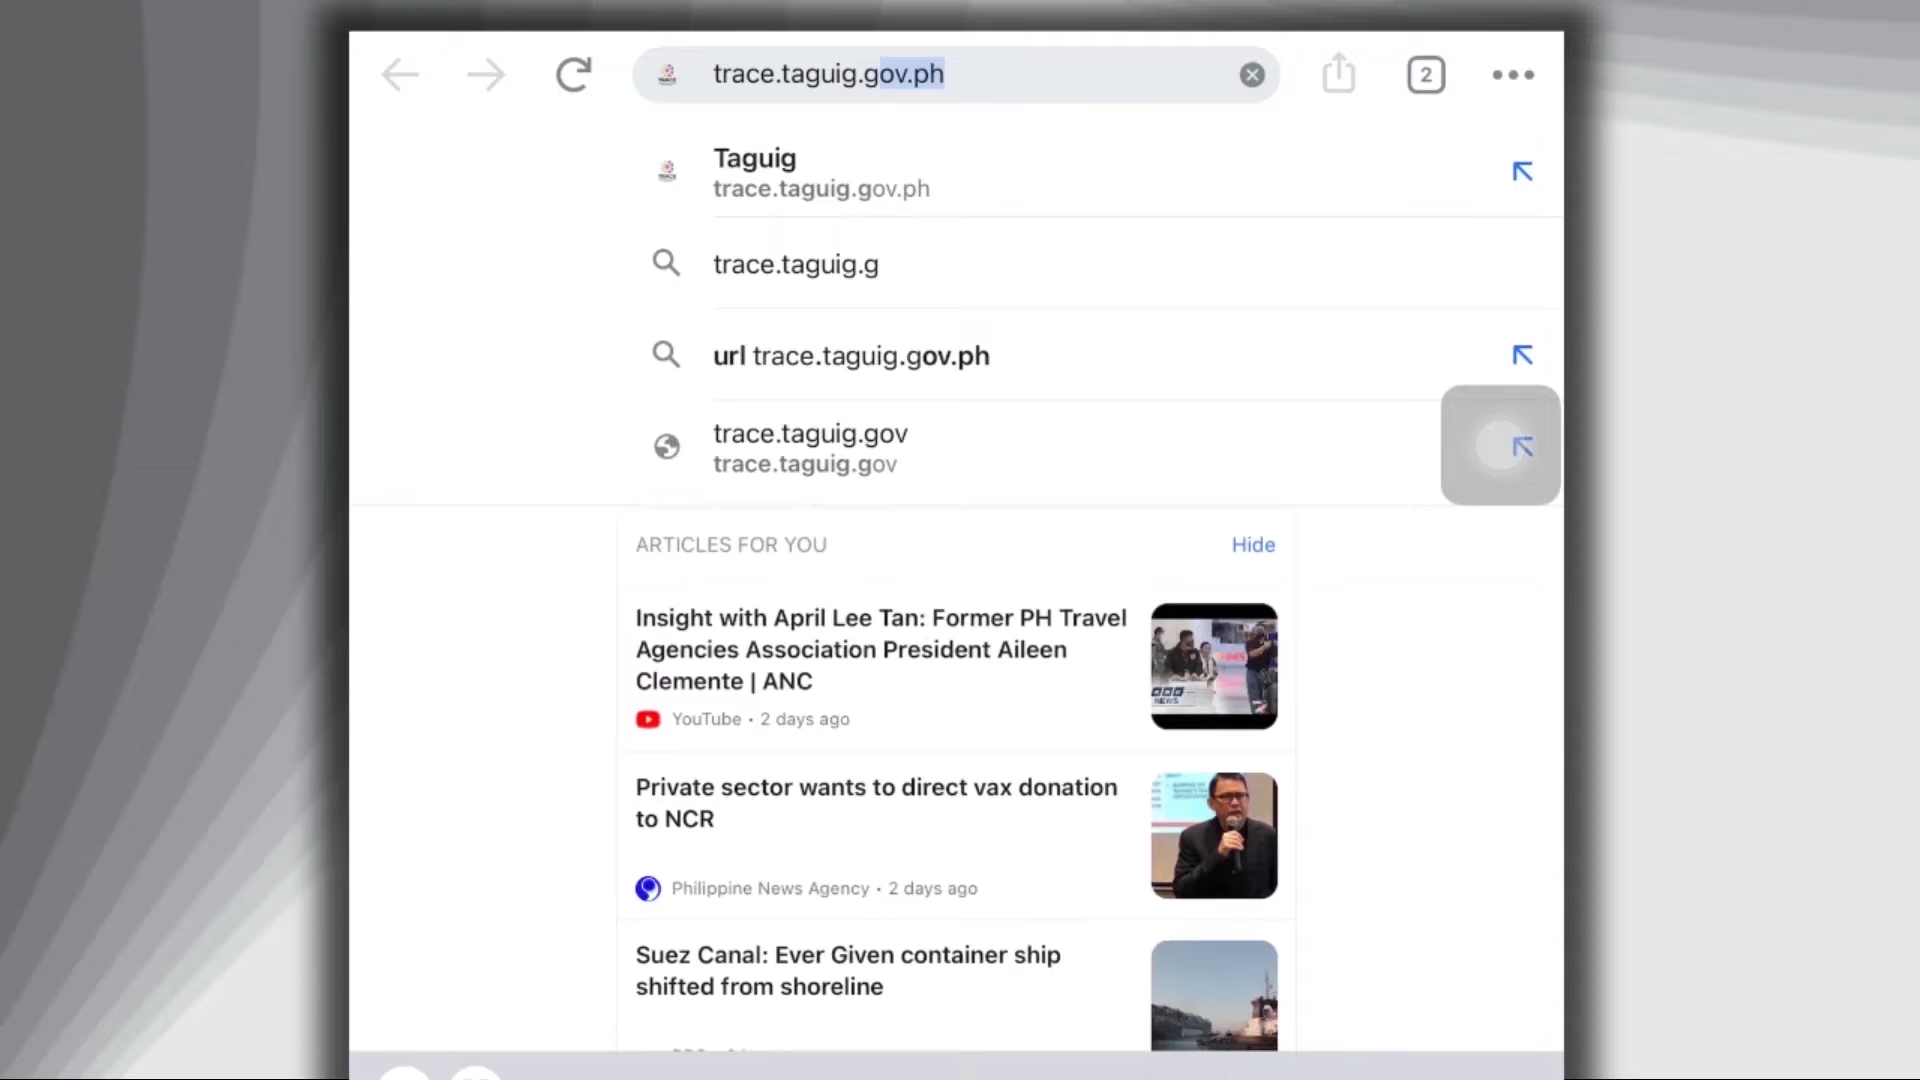 trace.taguig.gov.ph
2
Taguig
trace.taguig.gov.ph
trace.taguig.g
url trace.taguig.gov.ph
trace.taguig.gov
trace.taguig.gov
ARTICLES FOR YOU
Hide
Insight with April Lee Tan: Former PH Travel
Agencies Association President Aileen
Clemente | ANC
YouTube • 2 days ago
Private sector wants to direct vax donation
to NCR
Philippine News Agency • 2 days ago
Suez Canal: Ever Given container ship
shifted from shoreline